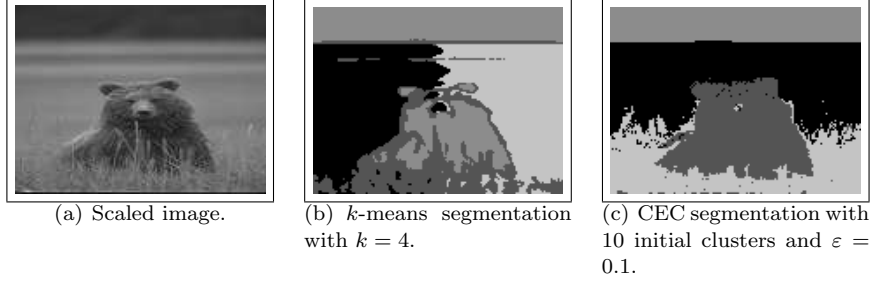 (a) Scaled image.
(b) k-means segmentation
with k = 4.
(c) CEC segmentation with
10 initial clusters and ε =
0.1.